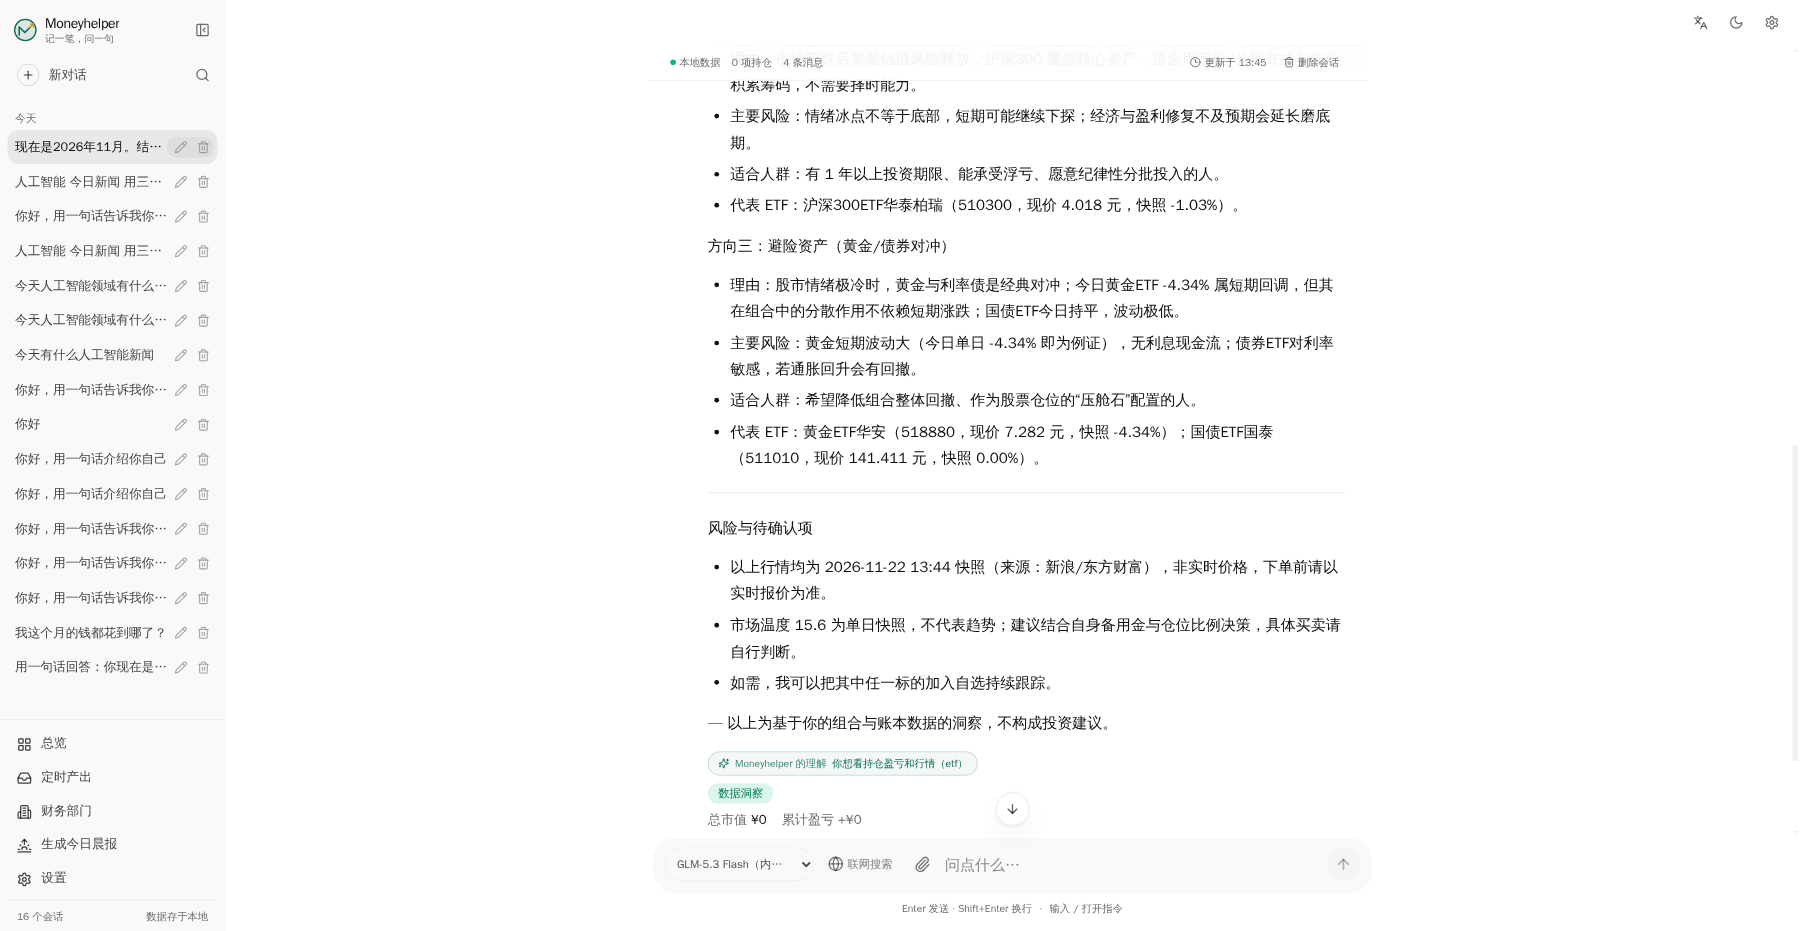 Moneyhelper
记一笔，问一句
新对话
今天
现在是2026年11月。结…
人工智能 今日新闻 用三…
你好，用一句话告诉我你…
人工智能 今日新闻 用三…
今天人工智能领域有什么…
今天人工智能领域有什么…
今天有什么人工智能新闻
你好，用一句话告诉我你…
你好
你好，用一句话介绍你自己
你好，用一句话介绍你自己
你好，用一句话告诉我你…
你好，用一句话告诉我你…
你好，用一句话告诉我你…
我这个月的钱都花到哪了？
用一句话回答：你现在是…
总览
定时产出
财务部门
生成今日晨报
设置
16 个会话 数据存于本地
本地数据 0 项持仓 4 条消息 更新于 13:45 删除会话
积累筹码，不需要择时能力。
• 主要风险：情绪冰点不等于底部，短期可能继续下探；经济与盈利修复不及预期会延长磨底
期。
• 适合人群：有 1 年以上投资期限、能承受浮亏、愿意纪律性分批投入的人。
• 代表 ETF：沪深300ETF华泰柏瑞（510300，现价 4.018 元，快照 -1.03%）。
方向三：避险资产（黄金/债券对冲）
• 理由：股市情绪极冷时，黄金与利率债是经典对冲；今日黄金ETF -4.34% 属短期回调，但其
在组合中的分散作用不依赖短期涨跌；国债ETF今日持平，波动极低。
• 主要风险：黄金短期波动大（今日单日 -4.34% 即为例证），无利息现金流；债券ETF对利率
敏感，若通胀回升会有回撤。
• 适合人群：希望降低组合整体回撤、作为股票仓位的“压舱石”配置的人。
• 代表 ETF：黄金ETF华安（518880，现价 7.282 元，快照 -4.34%）；国债ETF国泰
（511010，现价 141.411 元，快照 0.00%）。
风险与待确认项
• 以上行情均为 2026-11-22 13:44 快照（来源：新浪/东方财富），非实时价格，下单前请以
实时报价为准。
• 市场温度 15.6 为单日快照，不代表趋势；建议结合自身备用金与仓位比例决策，具体买卖请
自行判断。
• 如需，我可以把其中任一标的加入自选持续跟踪。
— 以上为基于你的组合与账本数据的洞察，不构成投资建议。
Moneyhelper 的理解 你想看持仓盈亏和行情（etf）
数据洞察
总市值 ¥0 累计盈亏 +¥0
GLM-5.3 Flash（内… 联网搜索 问点什么…
Enter 发送 · Shift+Enter 换行 · 输入 / 打开指令